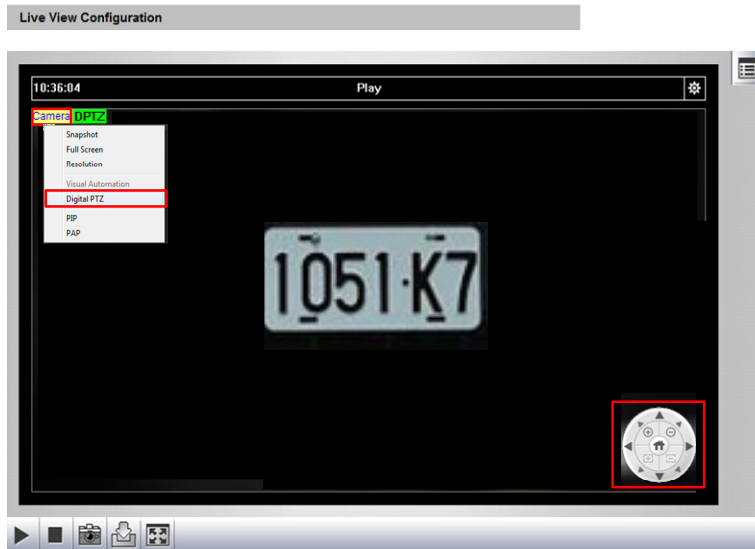 Live View Configuration
10:36:04 Play
Camera DPTZ
Snapshot
Full Screen
Resolution
Visual Automation
Digital PTZ
PIP
PAP
1051·K7